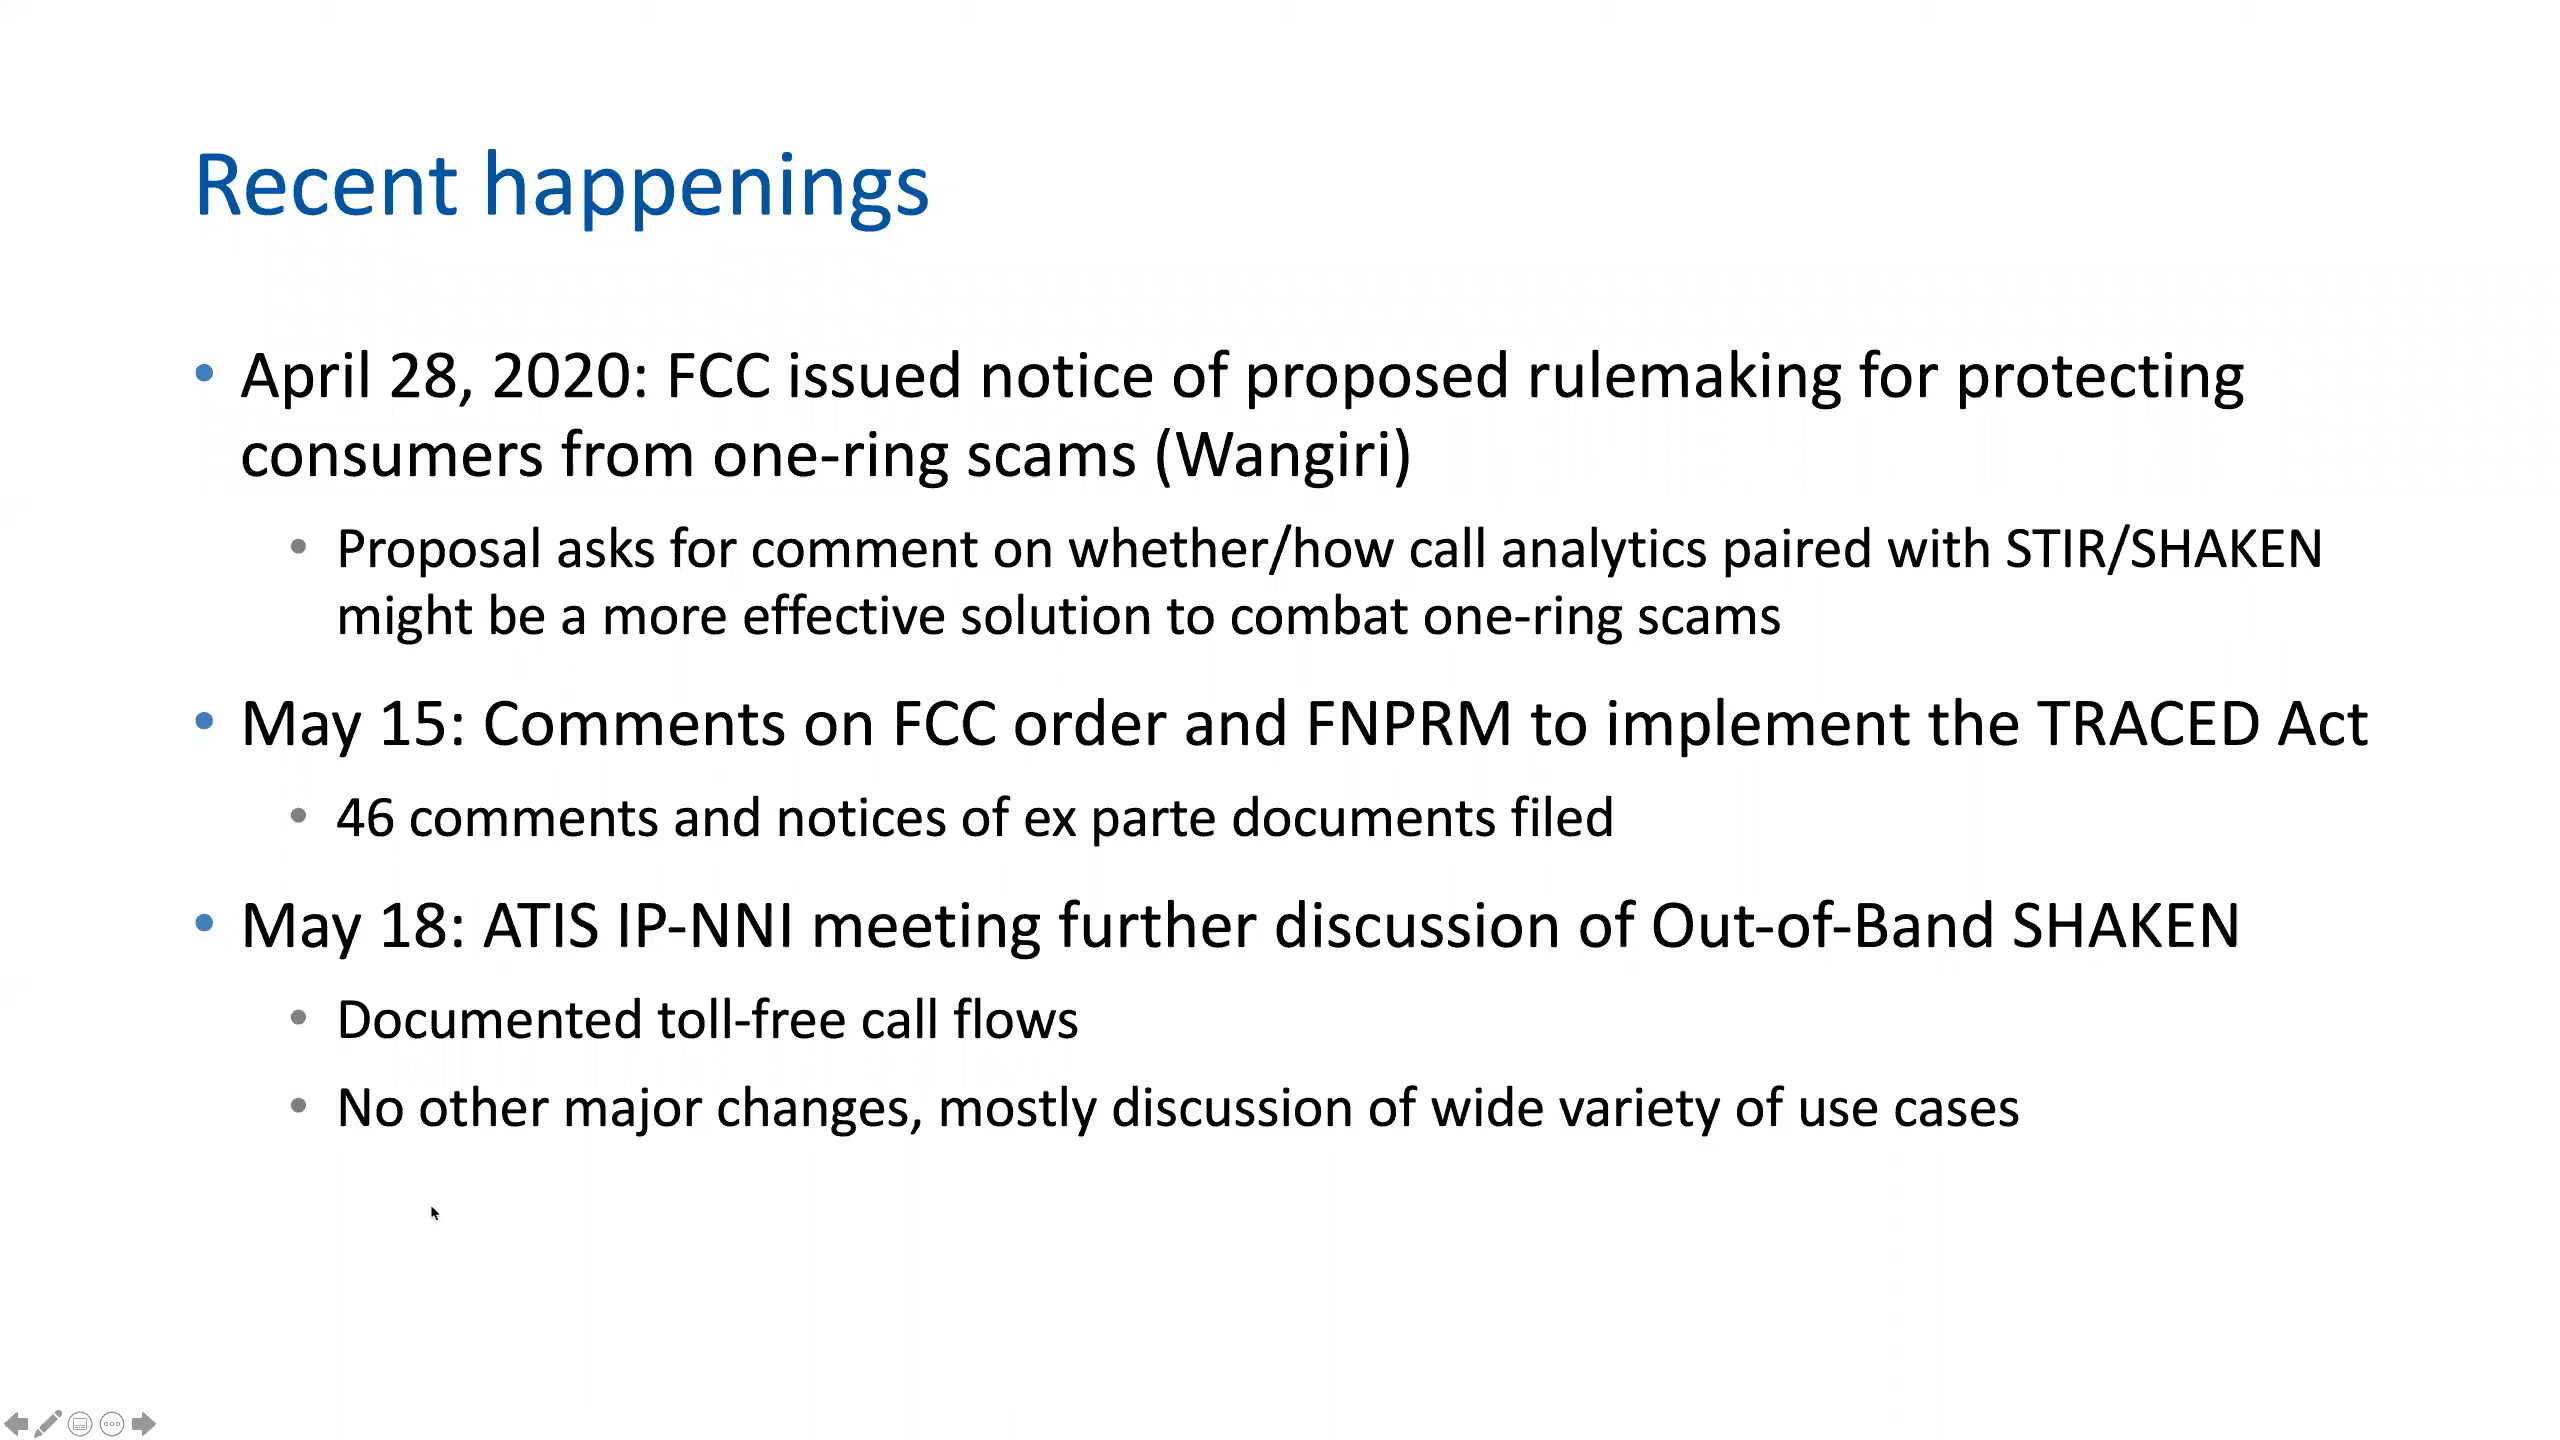 Recent happenings
• April 28, 2020: FCC issued notice of proposed rulemaking for protecting
consumers from one-ring scams (Wangiri)
• Proposal asks for comment on whether/how call analytics paired with STIR/SHAKEN
might be a more effective solution to combat one-ring scams
• May 15: Comments on FCC order and FNPRM to implement the TRACED Act
• 46 comments and notices of ex parte documents filed
• May 18: ATIS IP-NNI meeting further discussion of Out-of-Band SHAKEN
• Documented toll-free call flows
• No other major changes, mostly discussion of wide variety of use cases